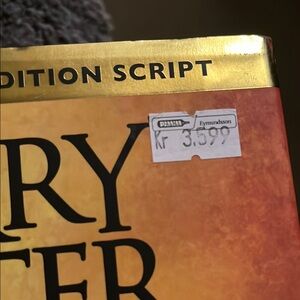 DITION SCRIPT
Eymundsson
Kr 3.599
RY
TER